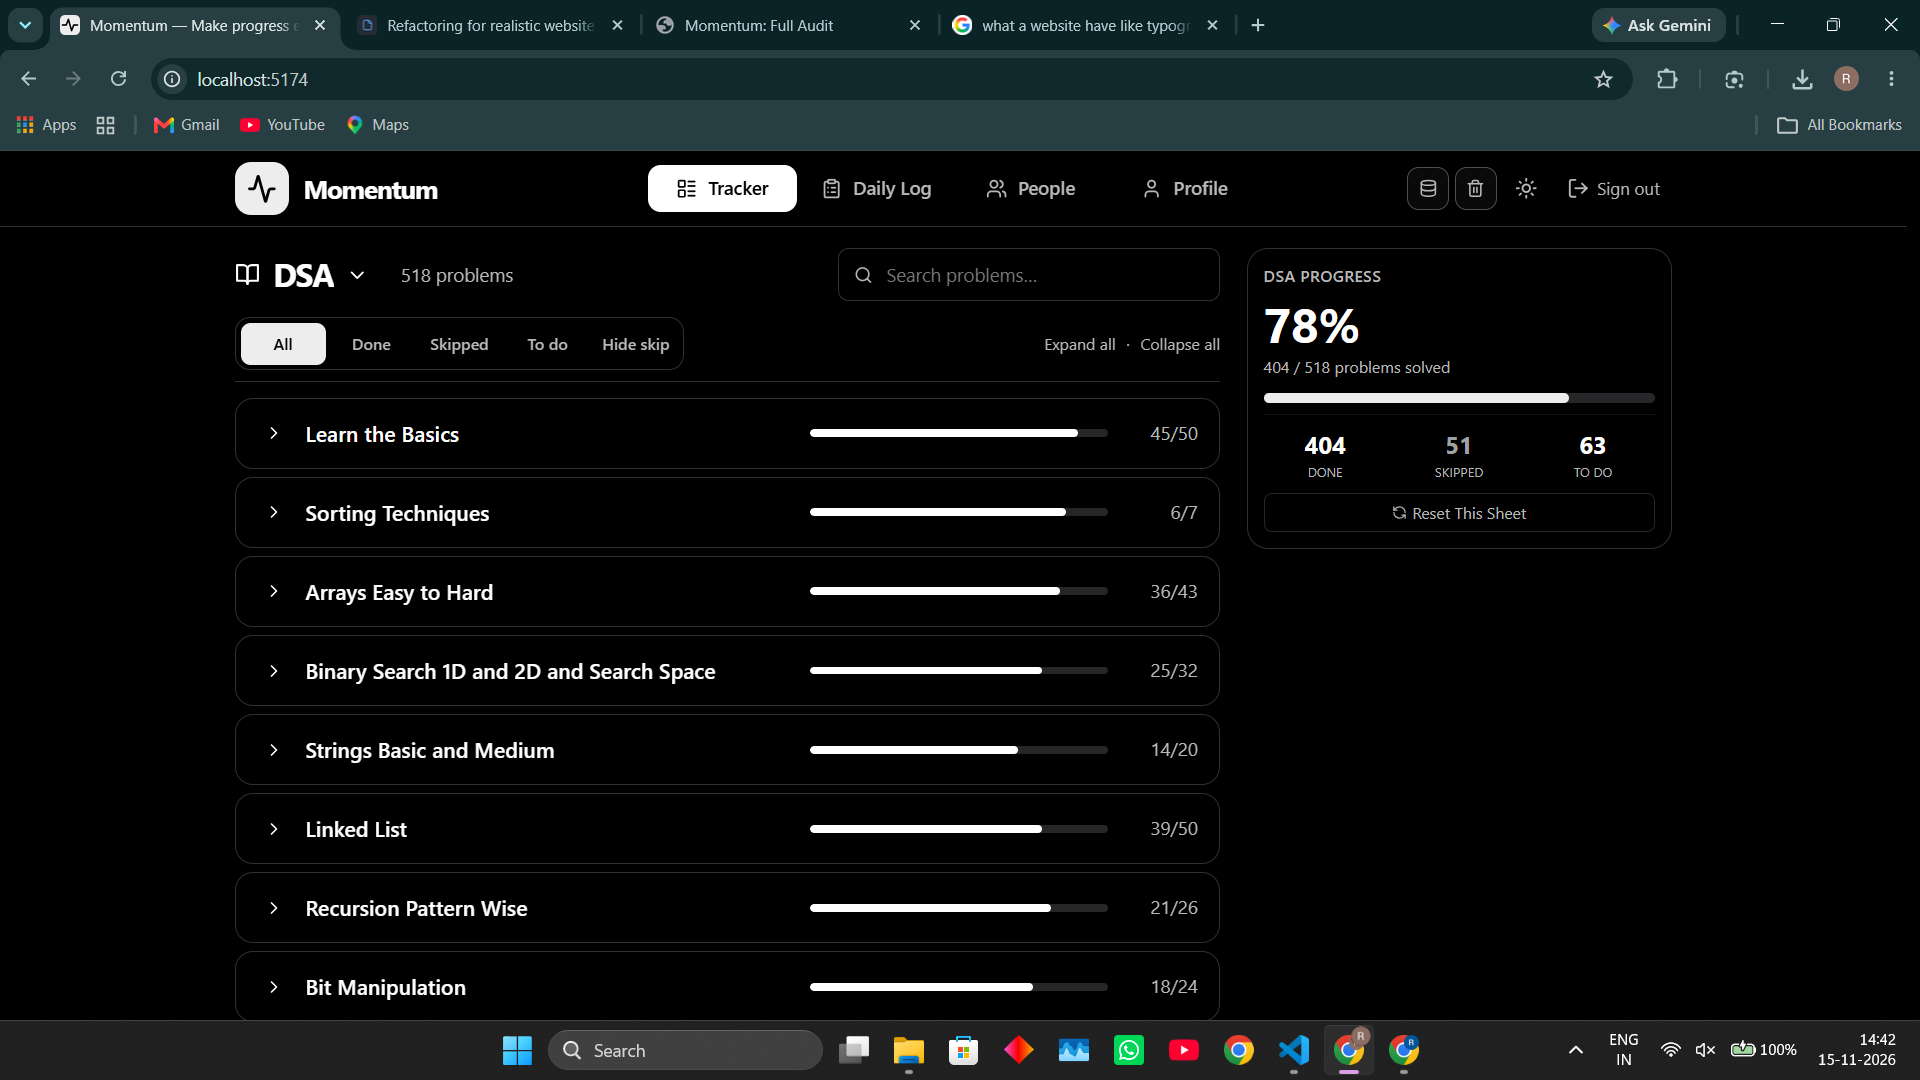 Momentum — Make progress e
Refactoring for realistic website
Momentum: Full Audit
what a website have like typogr
Ask Gemini
localhost:5174
R
Apps
Gmail
YouTube
Maps
All Bookmarks
Momentum
Tracker
Daily Log
People
Profile
Sign out
DSA
518 problems
Search problems...
All
Done
Skipped
To do
Hide skip
Expand all · Collapse all
Learn the Basics
45/50
Sorting Techniques
6/7
Arrays Easy to Hard
36/43
Binary Search 1D and 2D and Search Space
25/32
Strings Basic and Medium
14/20
Linked List
39/50
Recursion Pattern Wise
21/26
Bit Manipulation
18/24
DSA PROGRESS
78%
404 / 518 problems solved
404
DONE
51
SKIPPED
63
TO DO
Reset This Sheet
Search
R
R
ENG
IN
100%
14:42
15-11-2026